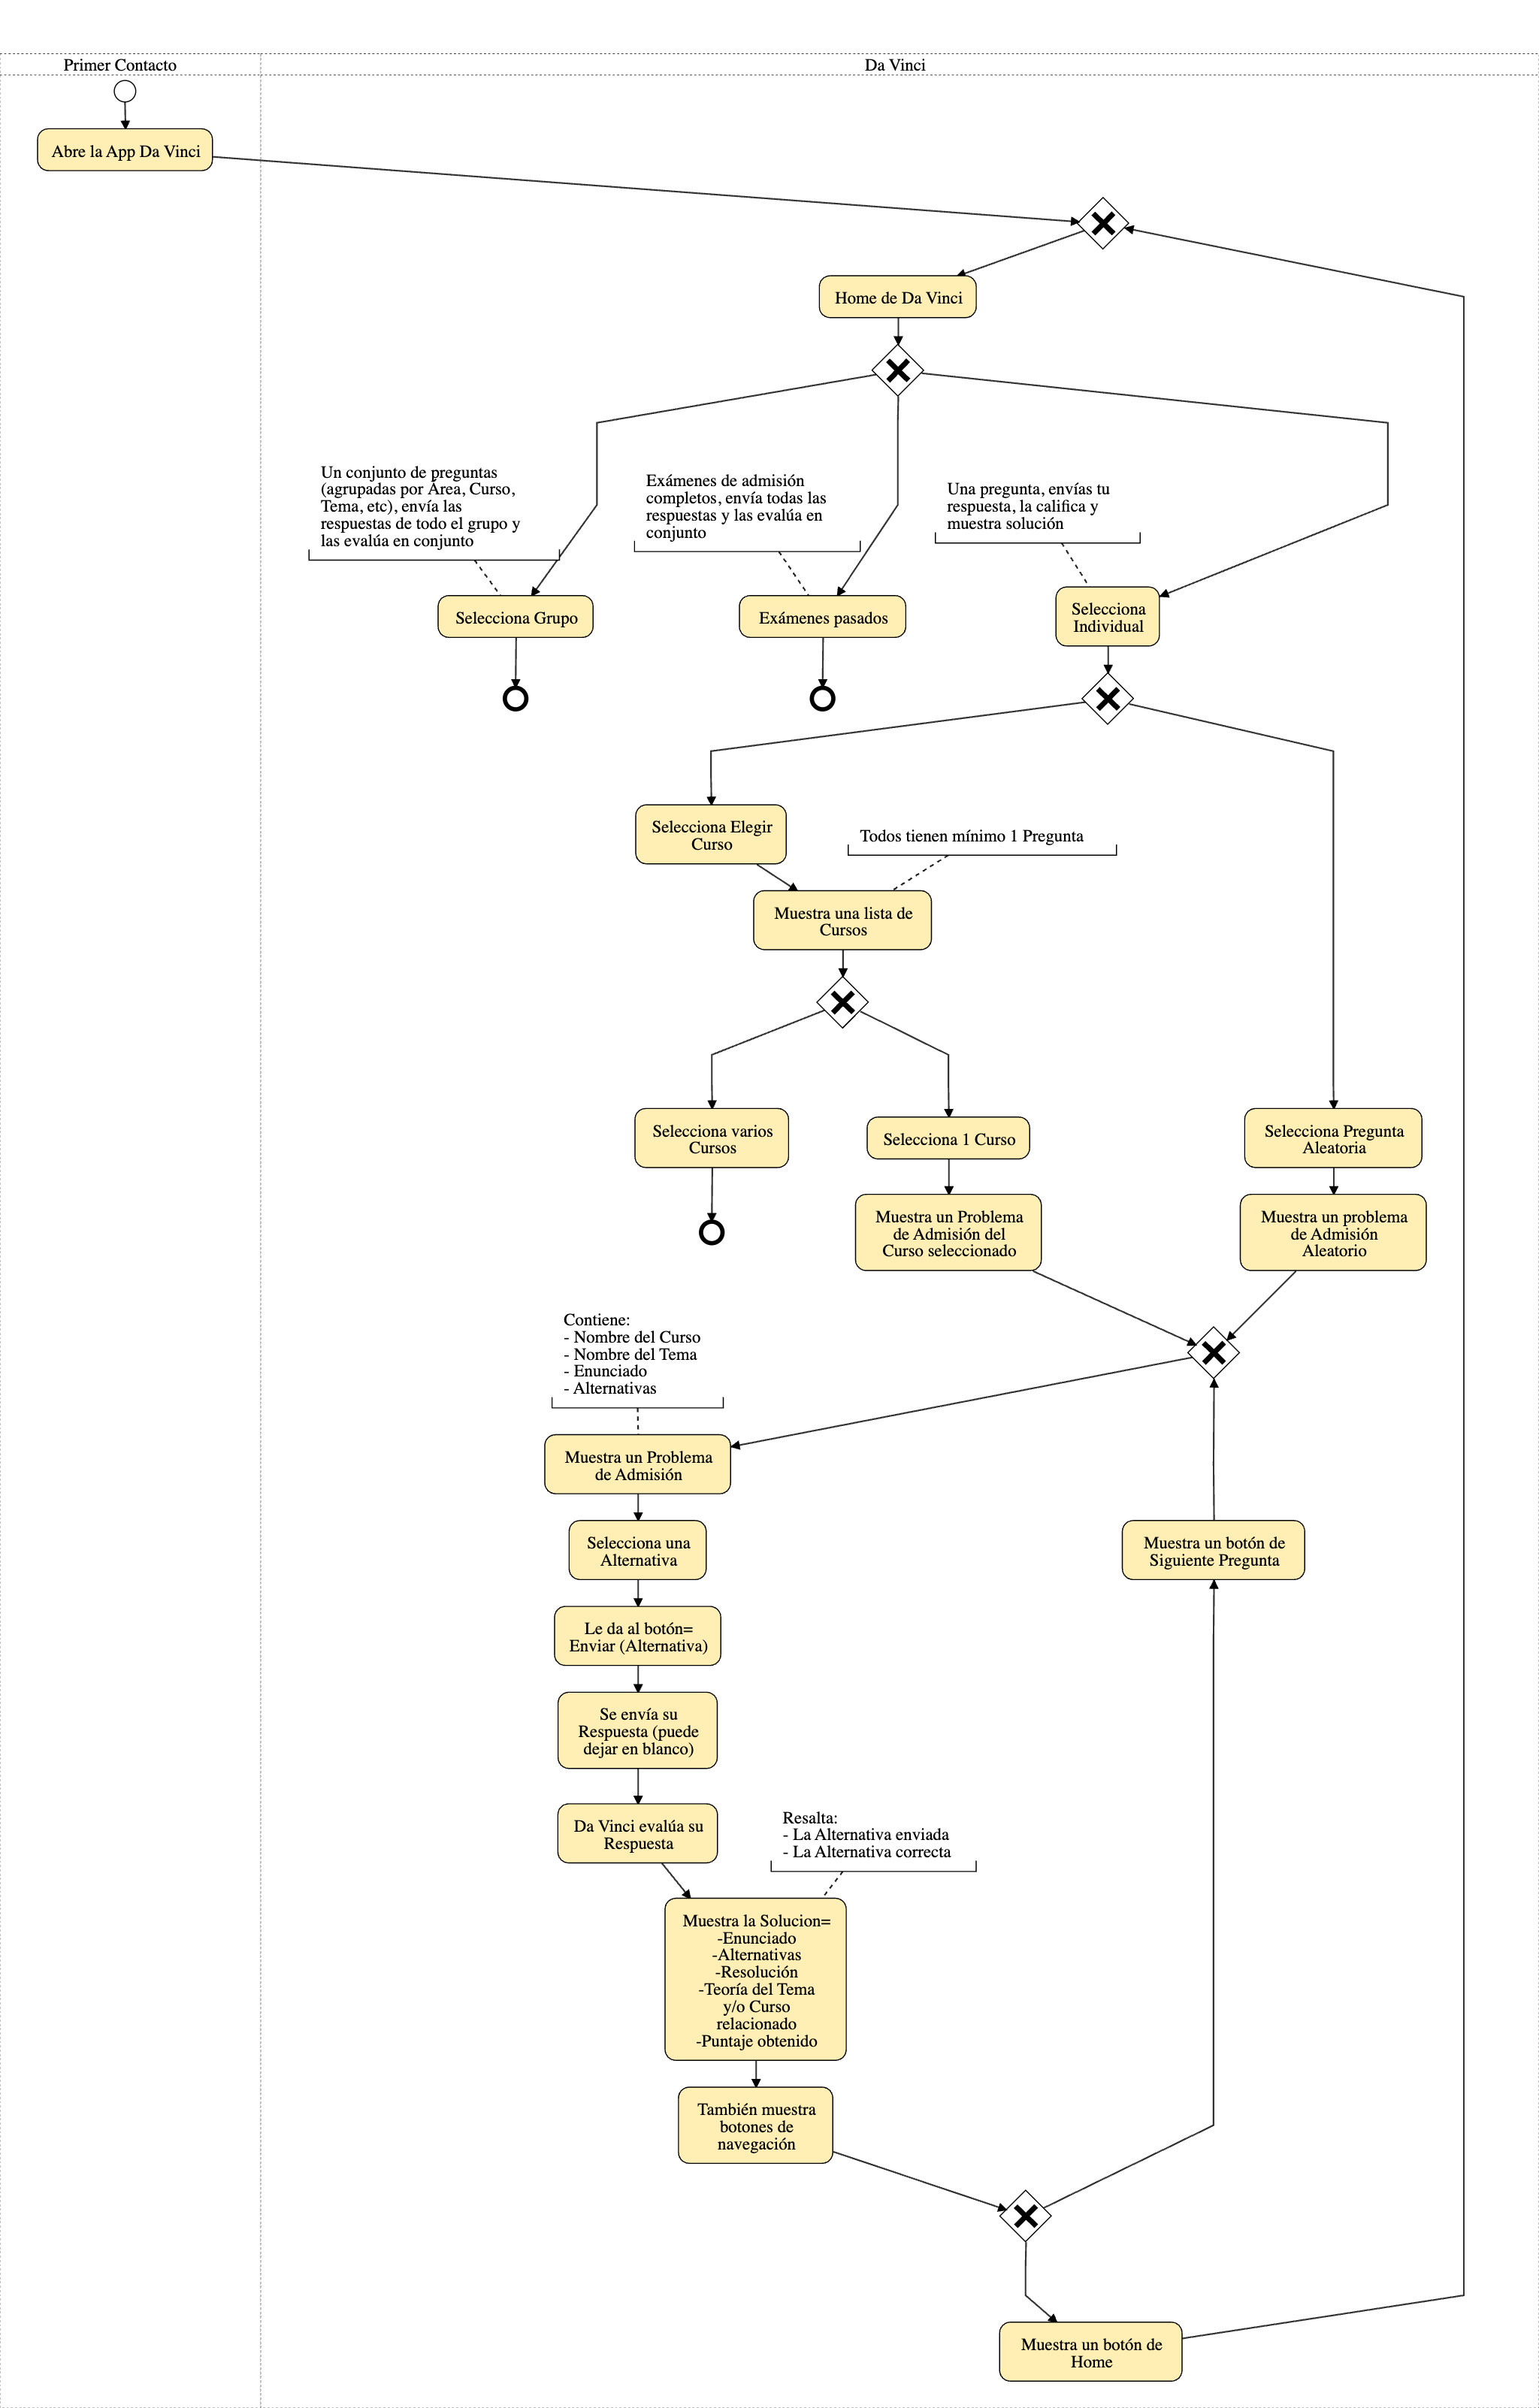 Primer Contacto
Da Vinci
Abre la App Da Vinci
Home de Da Vinci
Un conjunto de preguntas
(agrupadas por Área, Curso,
Tema, etc), envía las
respuestas de todo el grupo y
las evalúa en conjunto
Exámenes de admisión
completos, envía todas las
respuestas y las evalúa en
conjunto
Una pregunta, envías tu
respuesta, la califica y
muestra solución
Selecciona Grupo
Exámenes pasados
Selecciona
Individual
Selecciona Elegir
Curso
Todos tienen mínimo 1 Pregunta
Muestra una lista de
Cursos
Selecciona varios
Cursos
Selecciona 1 Curso
Selecciona Pregunta
Aleatoria
Muestra un Problema
de Admisión del
Curso seleccionado
Muestra un problema
de Admisión
Aleatorio
Contiene:
- Nombre del Curso
- Nombre del Tema
- Enunciado
- Alternativas
Muestra un Problema
de Admisión
Selecciona una
Alternativa
Muestra un botón de
Siguiente Pregunta
Le da al botón=
Enviar (Alternativa)
Se envía su
Respuesta (puede
dejar en blanco)
Da Vinci evalúa su
Respuesta
Resalta:
- La Alternativa enviada
- La Alternativa correcta
Muestra la Solucion=
-Enunciado
-Alternativas
-Resolución
-Teoría del Tema
y/o Curso
relacionado
-Puntaje obtenido
También muestra
botones de
navegación
Muestra un botón de
Home